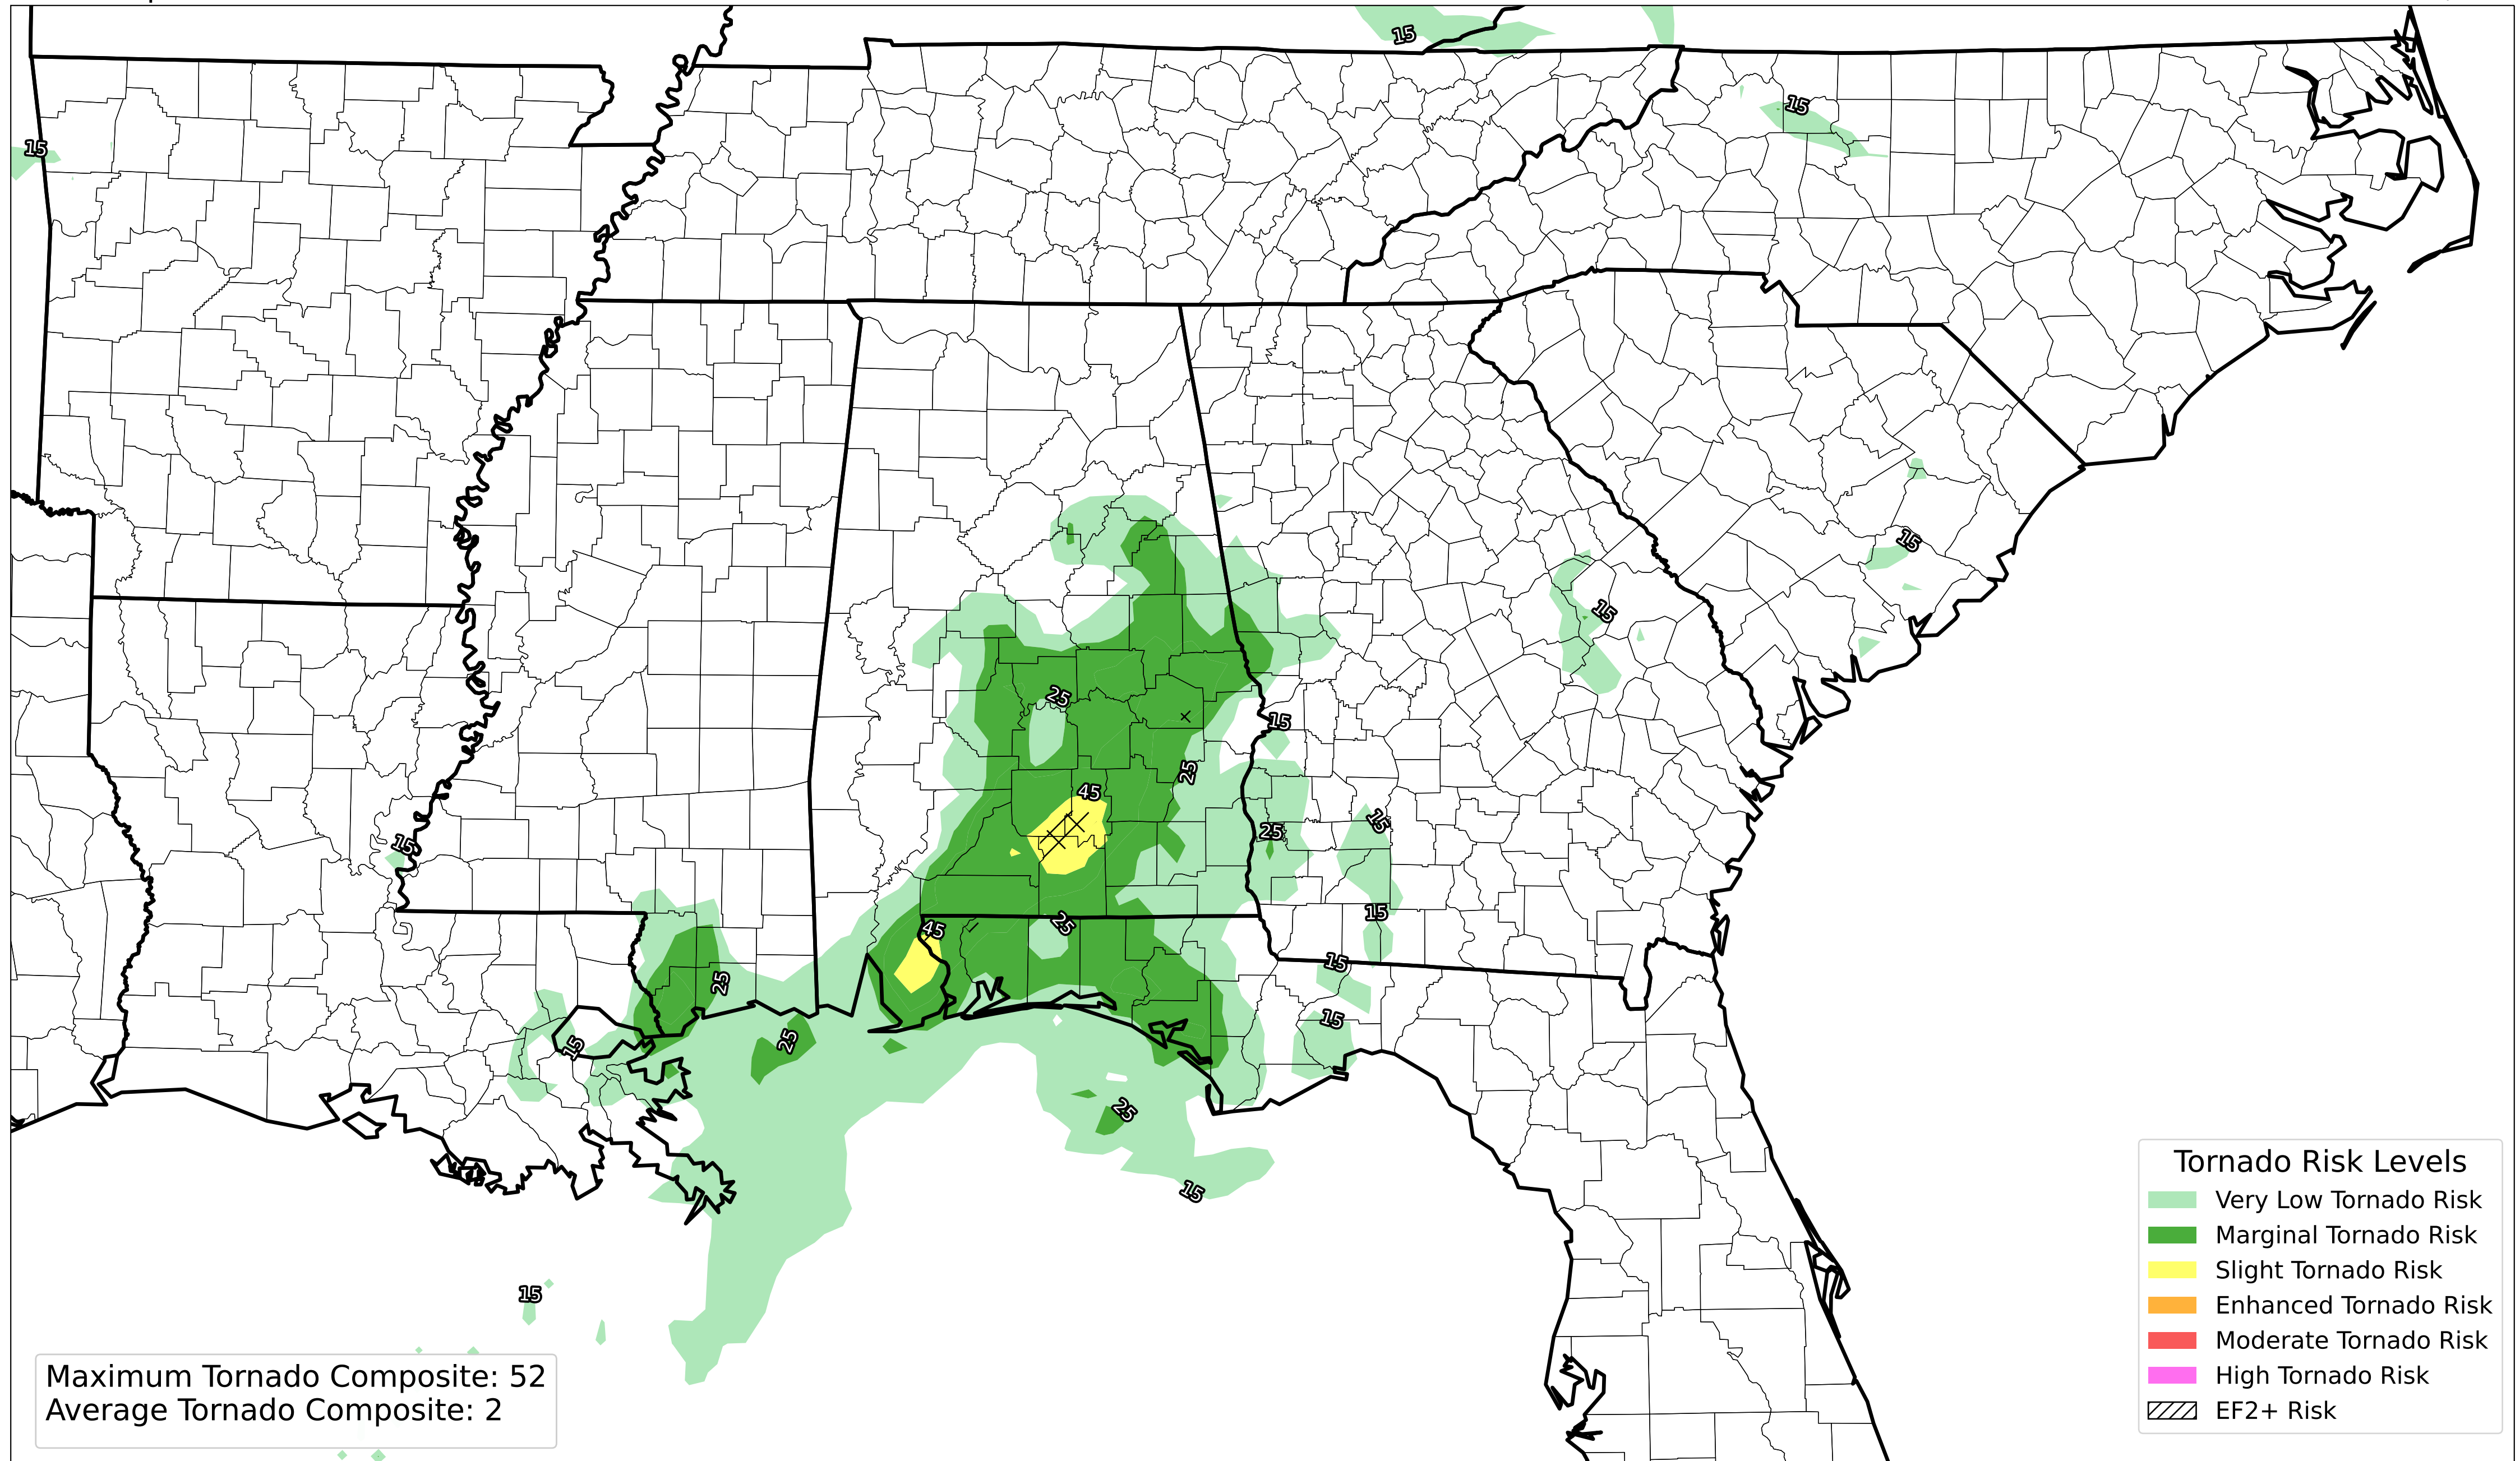 15
15
15
15
15
25
15
45
25
15
25
15
15
45
25
15
25
15
25
15
15
25
15
15
Tornado Risk Levels
Very Low Tornado Risk
Marginal Tornado Risk
Slight Tornado Risk
Enhanced Tornado Risk
Moderate Tornado Risk
High Tornado Risk
EF2+ Risk
Maximum Tornado Composite: 52
Average Tornado Composite: 2